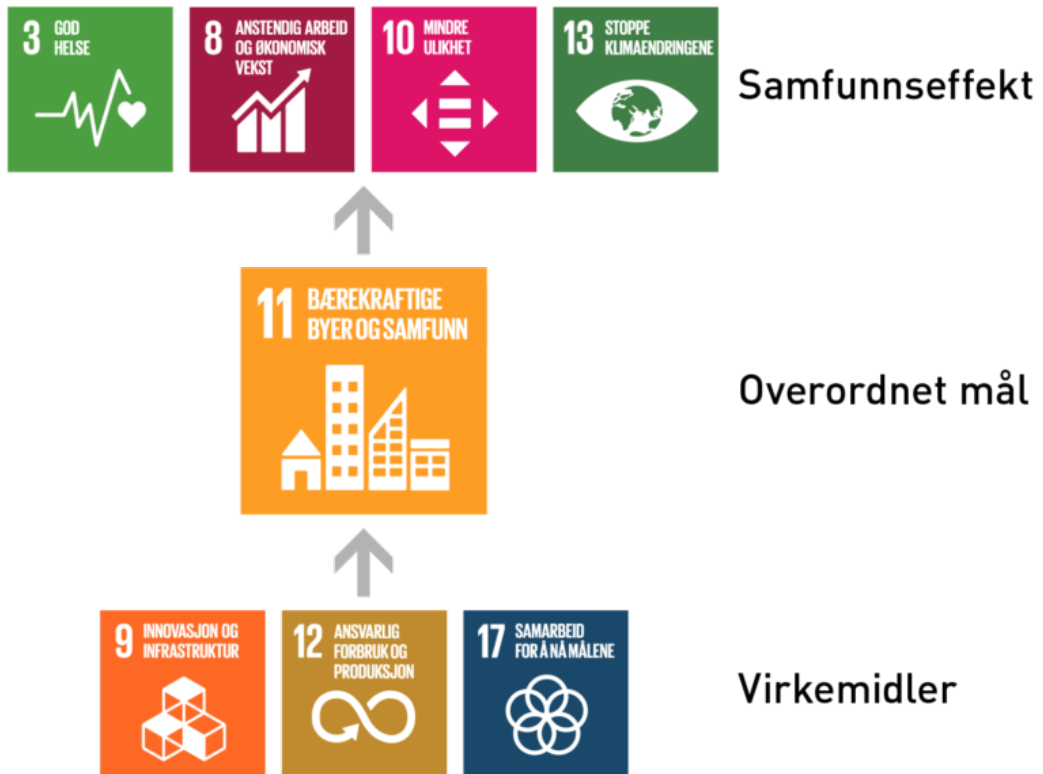 3 GOD
HELSE
8 ANSTENDIG ARBEID
OG ØKONOMISK
VEKST
10 MINDRE
ULIKHET
13 STOPPE
KLIMAENDRINGENE
Samfunnseffekt
11 BÆREKRAFTIGE
BYER OG SAMFUNN
Overordnet mål
9 INNOVASJON OG
INFRASTRUKTUR
12 ANSVARLIG
FORBRUK OG
PRODUKSJON
17 SAMARBEID
FOR Å NÅ MÅLENE
Virkemidler